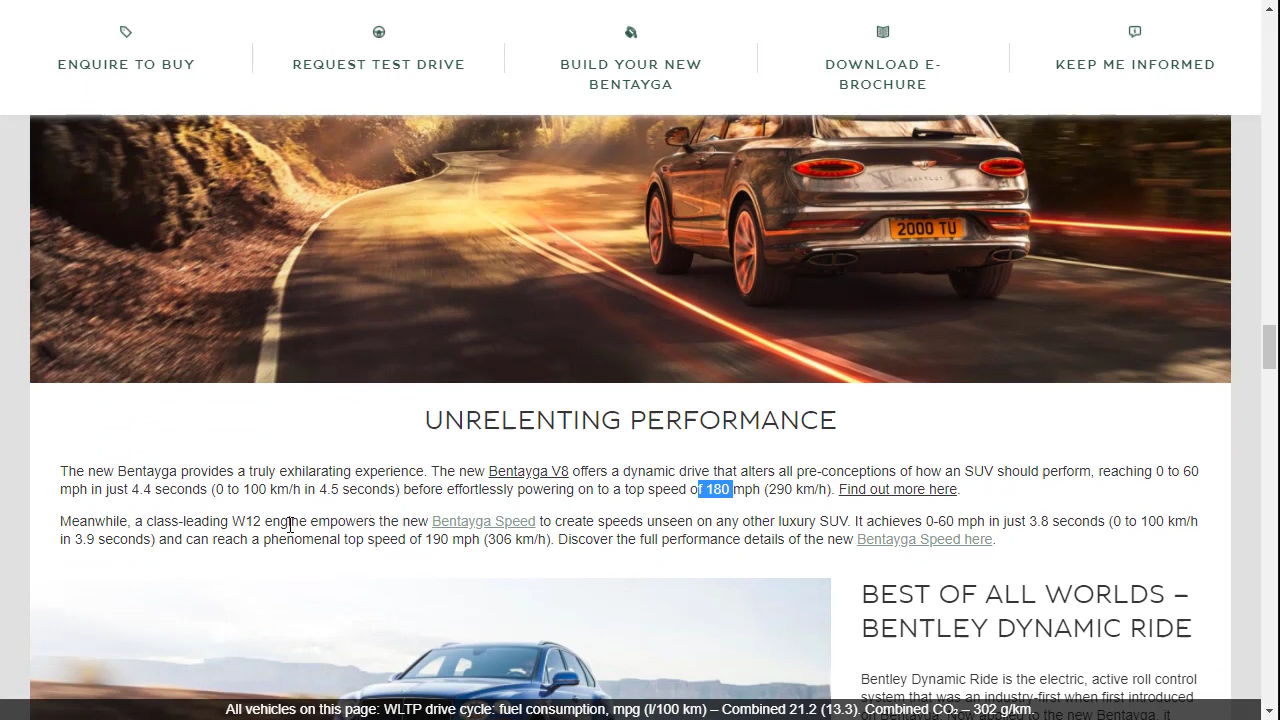 ENQUIRE TO BUY
REQUEST TEST DRIVE
BUILD YOUR NEW
BENTAYGA
DOWNLOAD E-
BROCHURE
KEEP ME INFORMED
2000 TU
UNRELENTING PERFORMANCE
The new Bentayga provides a truly exhilarating experience. The new Bentayga V8 offers a dynamic drive that alters all pre-conceptions of how an SUV should perform, reaching 0 to 60
mph in just 4.4 seconds (0 to 100 km/h in 4.5 seconds) before effortlessly powering on to a top speed of 180 mph (290 km/h). Find out more here.
Meanwhile, a class-leading W12 engine empowers the new Bentayga Speed to create speeds unseen on any other luxury SUV. It achieves 0-60 mph in just 3.8 seconds (0 to 100 km/h
in 3.9 seconds) and can reach a phenomenal top speed of 190 mph (306 km/h). Discover the full performance details of the new Bentayga Speed here.
BEST OF ALL WORLDS –
BENTLEY DYNAMIC RIDE
Bentley Dynamic Ride is the electric, active roll control
system that was an industry-first when first introduced
All vehicles on this page: WLTP drive cycle: fuel consumption, mpg (l/100 km) – Combined 21.2 (13.3). Combined CO₂ – 302 g/km.